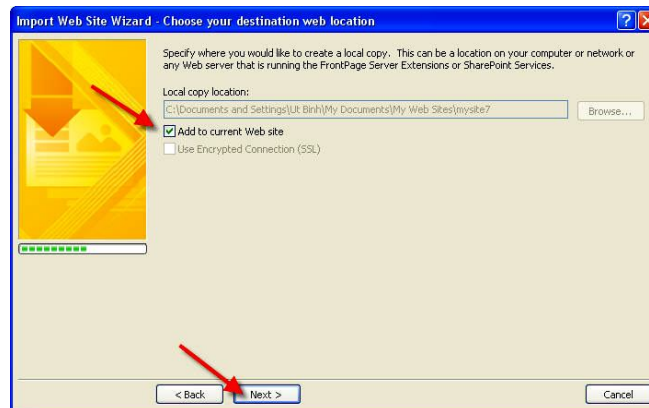 Import Web Site Wizard - Choose your destination web location
Specify where you would like to create a local copy. This can be a location on your computer or network or
any Web server that is running the FrontPage Server Extensions or SharePoint Services.
Local copy location:
C:\Documents and Settings\Ut Binh\My Documents\My Web Sites\mysite7
Browse...
Add to current Web site
Use Encrypted Connection (SSL)
< Back
Next >
Cancel